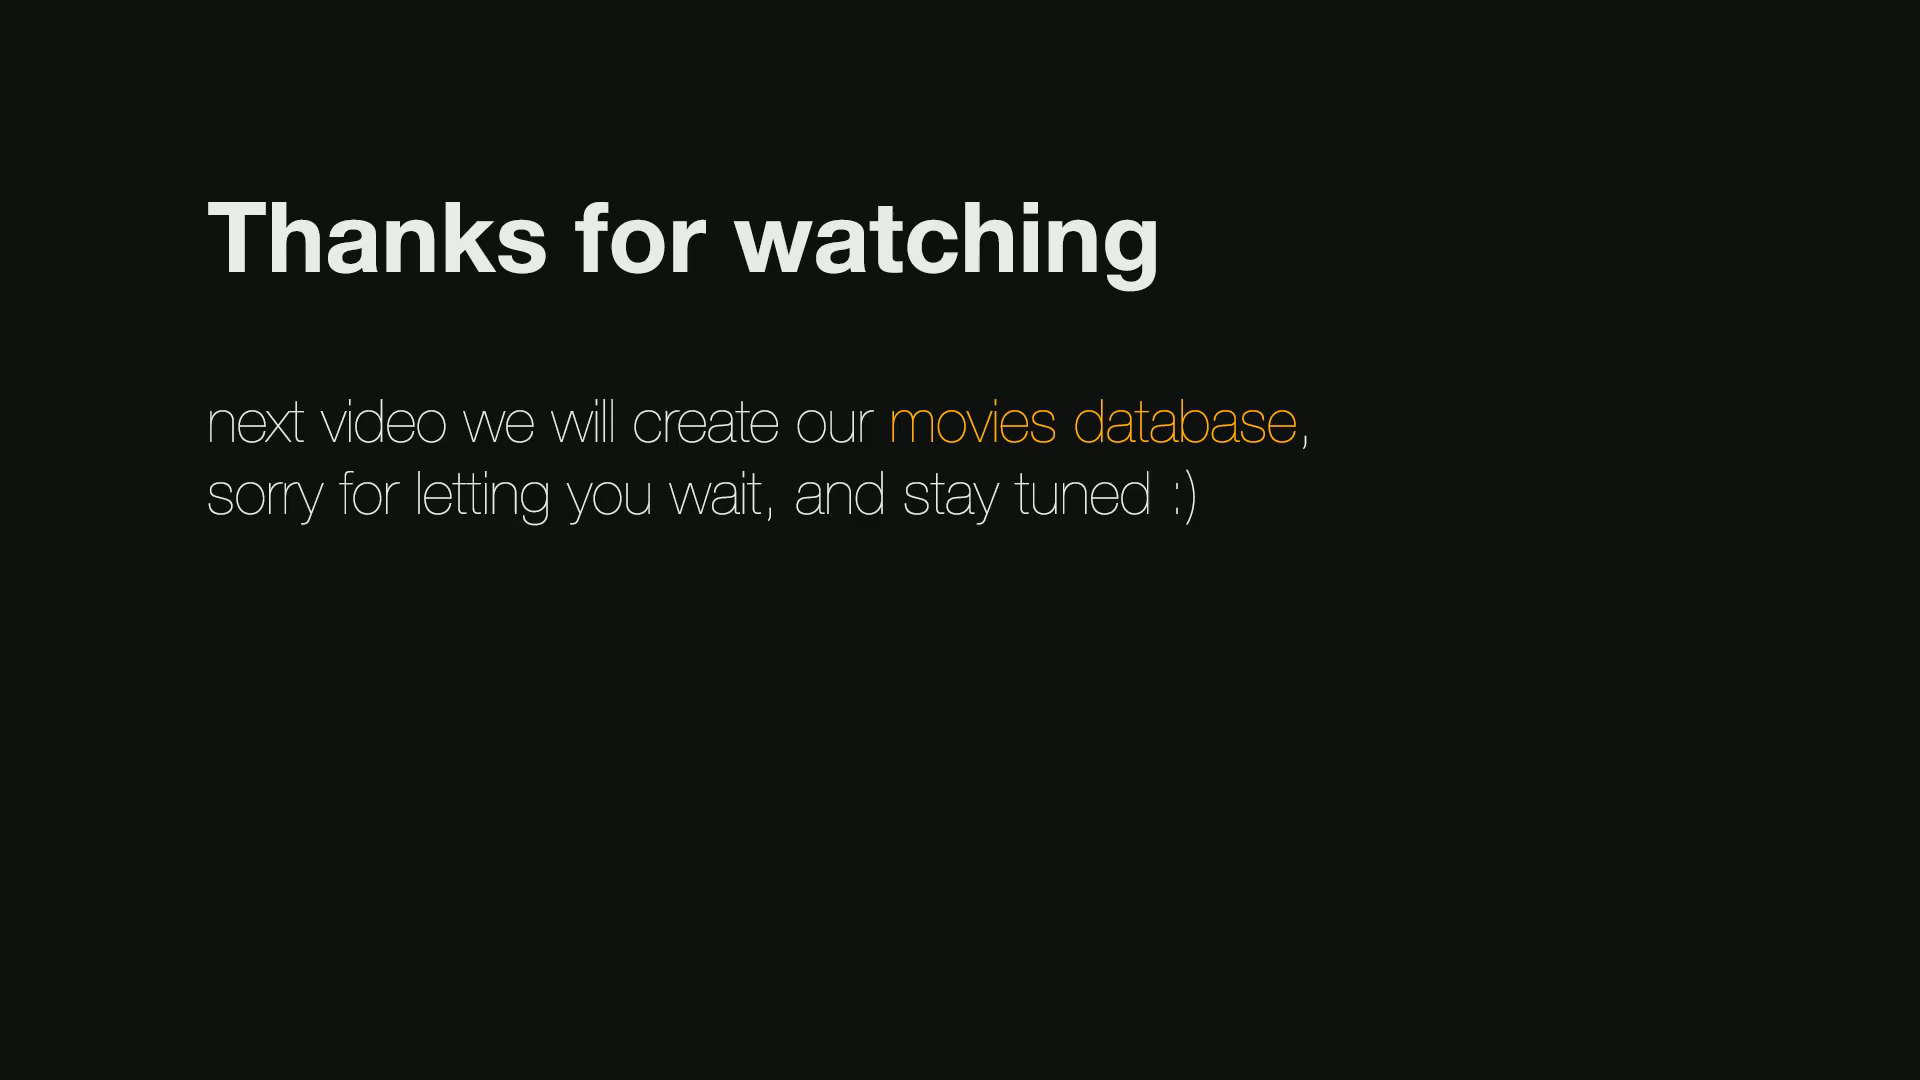 Thanks for watching
next video we will create our movies database,
sorry for letting you wait, and stay tuned :)